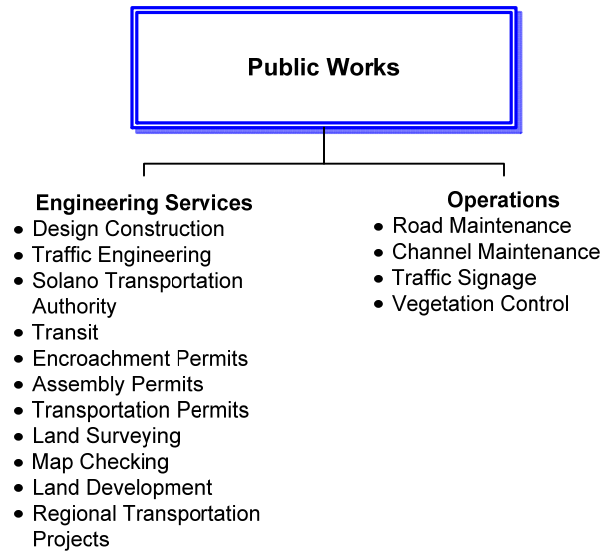 Public Works
Engineering Services
• Design Construction
• Traffic Engineering
• Solano Transportation
Authority
• Transit
• Encroachment Permits
• Assembly Permits
• Transportation Permits
• Land Surveying
• Map Checking
• Land Development
• Regional Transportation
Projects
Operations
• Road Maintenance
• Channel Maintenance
• Traffic Signage
• Vegetation Control